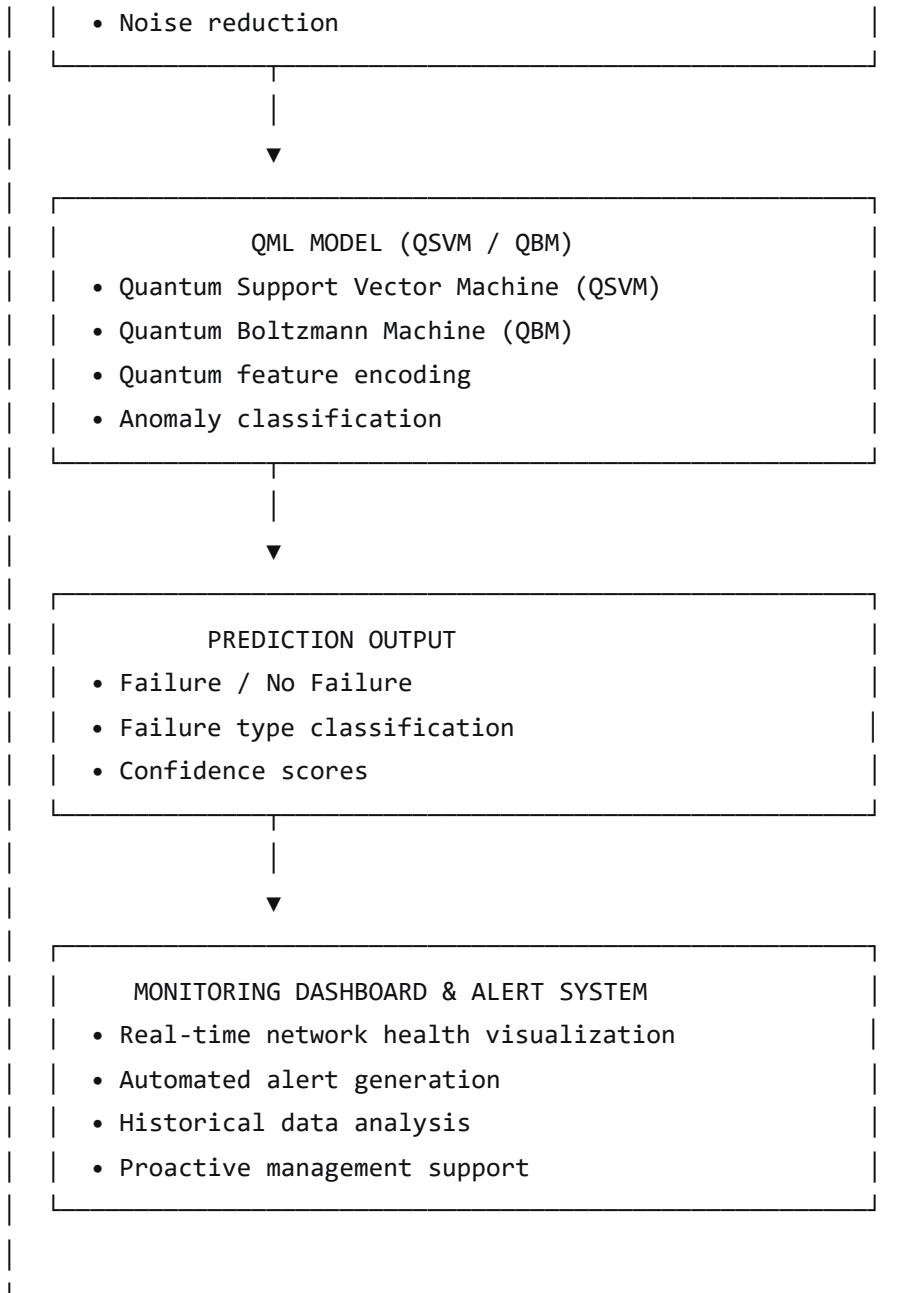 • Noise reduction
QML MODEL (QSVM / QBM)
• Quantum Support Vector Machine (QSVM)
• Quantum Boltzmann Machine (QBM)
• Quantum feature encoding
• Anomaly classification
PREDICTION OUTPUT
• Failure / No Failure
• Failure type classification
• Confidence scores
MONITORING DASHBOARD & ALERT SYSTEM
• Real-time network health visualization
• Automated alert generation
• Historical data analysis
• Proactive management support